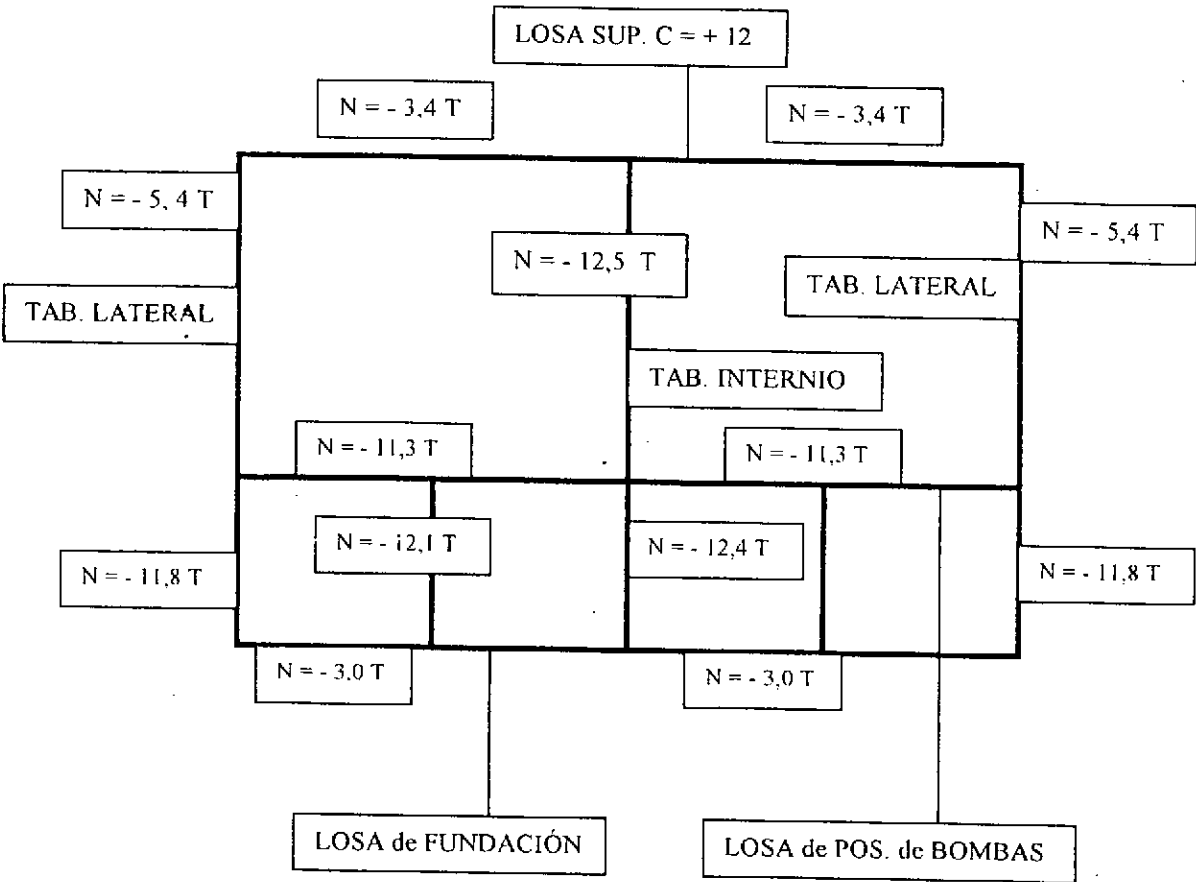 LOSA SUP. C = + 12
N = - 3,4 T
N = - 3,4 T
N = - 5, 4 T
N = - 5,4 T
N = - 12,5 T
TAB. LATERAL
TAB. LATERAL
TAB. INTERNIO
N = - 11,3 T
N = - 11,3 T
N = - 12,1 T
N = - 12,4 T
N = - 11,8 T
N = - 11,8 T
N = - 3,0 T
N = - 3,0 T
LOSA de FUNDACIÓN
LOSA de POS. de BOMBAS